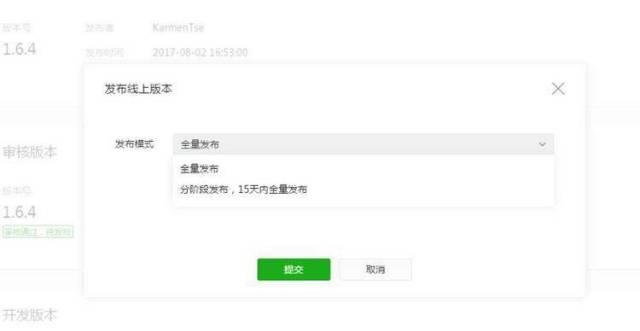 版本号
发布者 KarmenTse
1.6.4
发布时间 2017-08-02 16:53:00
发布线上版本
发布模式 全量发布
全量发布
分阶段发布，15天内全量发布
提交 取消
审核版本
版本号
1.6.4
审核通过，待发布
开发版本